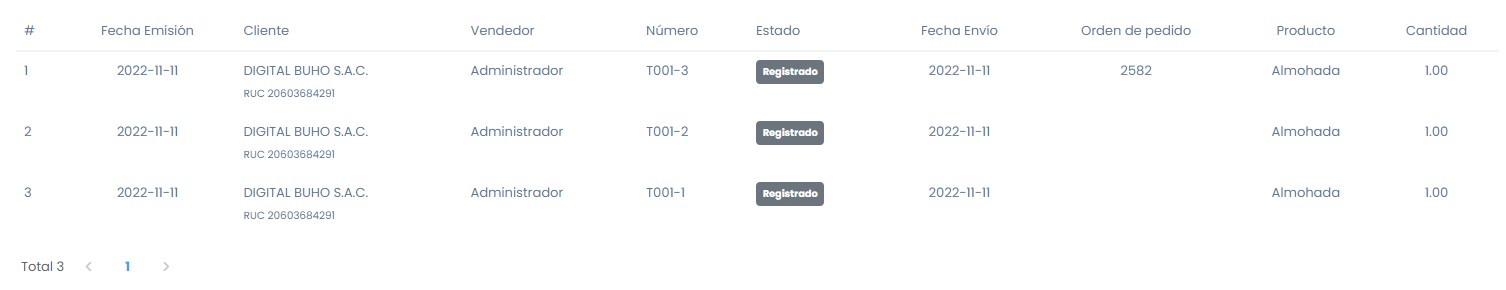 # Fecha Emisión Cliente Vendedor Número Estado Fecha Envío Orden de pedido Producto Cantidad
1 2022-11-11 DIGITAL BUHO S.A.C. Administrador T001-3 Registrado 2022-11-11 2582 Almohada 1.00
RUC 20603684291
2 2022-11-11 DIGITAL BUHO S.A.C. Administrador T001-2 Registrado 2022-11-11 Almohada 1.00
RUC 20603684291
3 2022-11-11 DIGITAL BUHO S.A.C. Administrador T001-1 Registrado 2022-11-11 Almohada 1.00
RUC 20603684291
Total 3 < 1 >